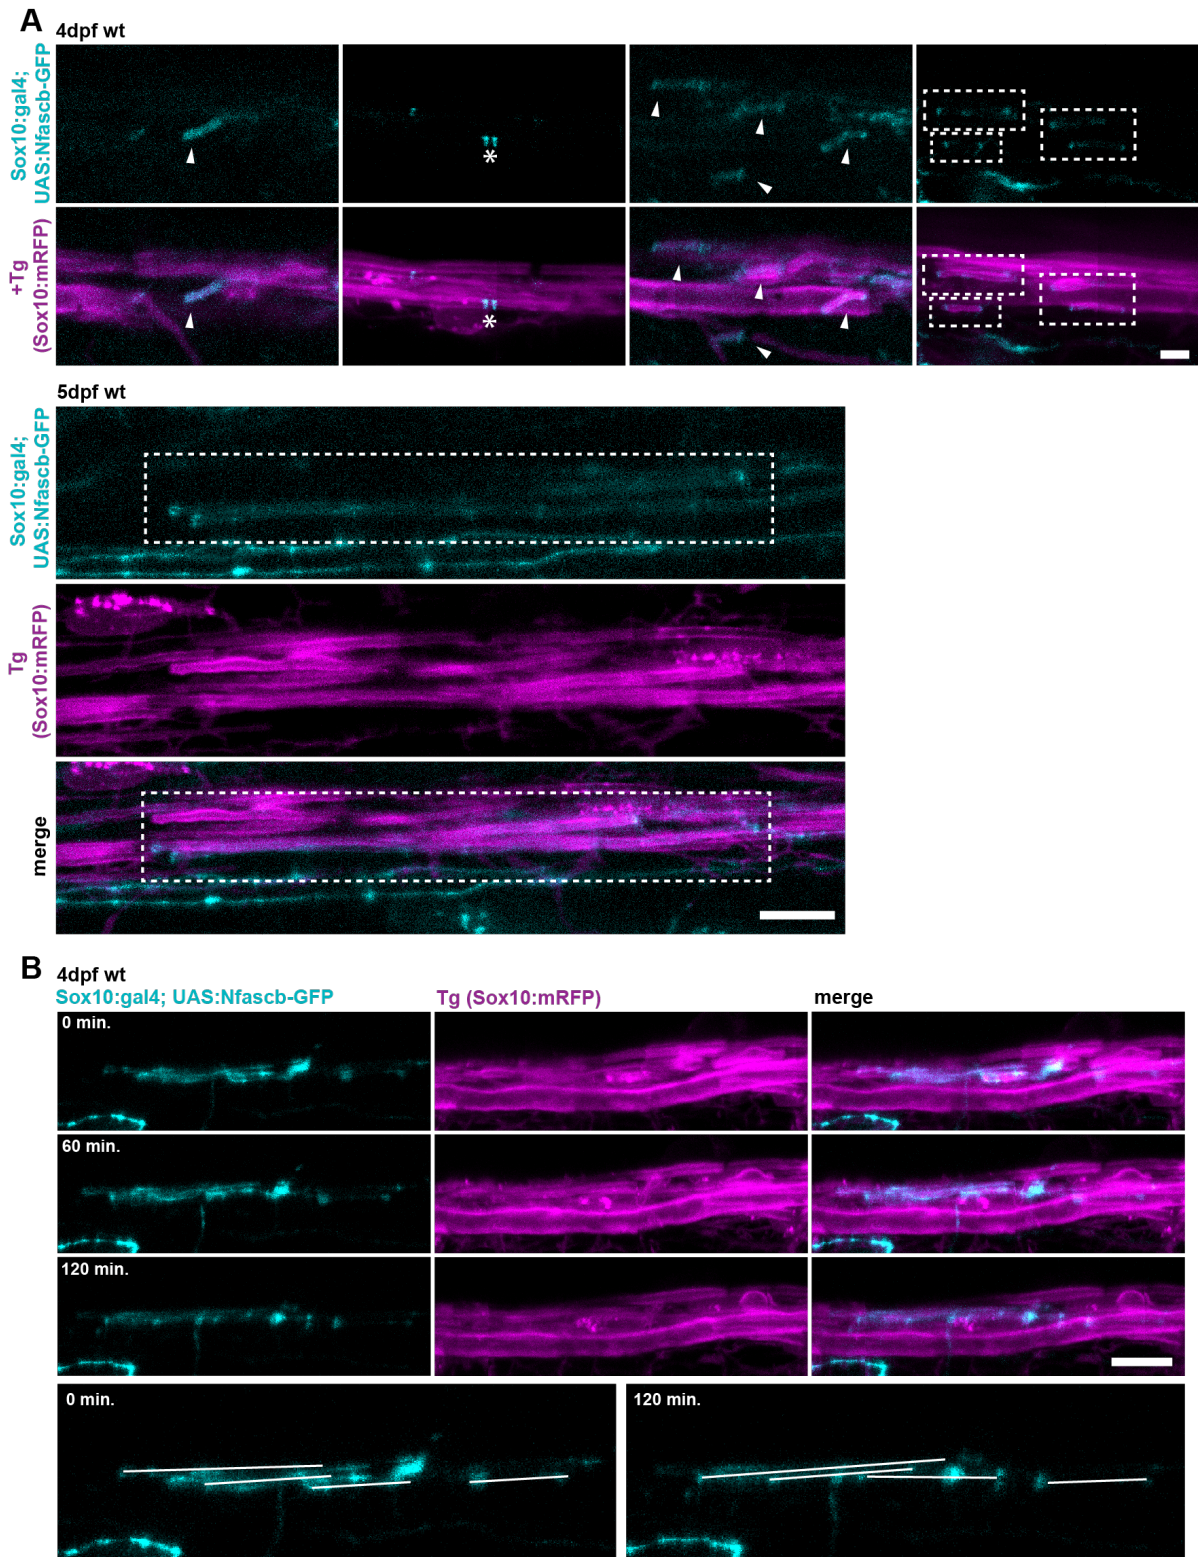 A
4dpf wt
Sox10:gal4;
UAS:Nfascb-GFP
*
+Tg
(Sox10:mRFP)
*
5dpf wt
Sox10:gal4;
UAS:Nfascb-GFP
Tg
(Sox10:mRFP)
merge
B
4dpf wt
Sox10:gal4; UAS:Nfascb-GFP
Tg (Sox10:mRFP)
merge
0 min.
60 min.
120 min.
0 min.
120 min.